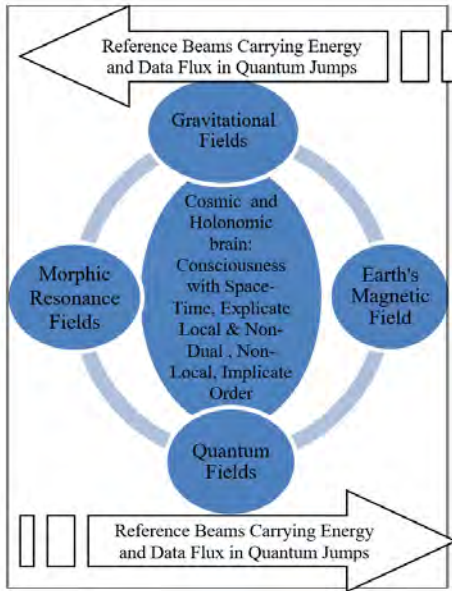 Reference Beams Carrying Energy
and Data Flux in Quantum Jumps
Gravitational
Fields
Cosmic and
Holonomic
brain:
Consciousness
with Space-
Time, Explicate
Local & Non-
Dual , Non-
Local, Implicate
Order
Morphic
Resonance
Fields
Earth's
Magnetic
Field
Quantum
Fields
Reference Beams Carrying Energy
and Data Flux in Quantum Jumps